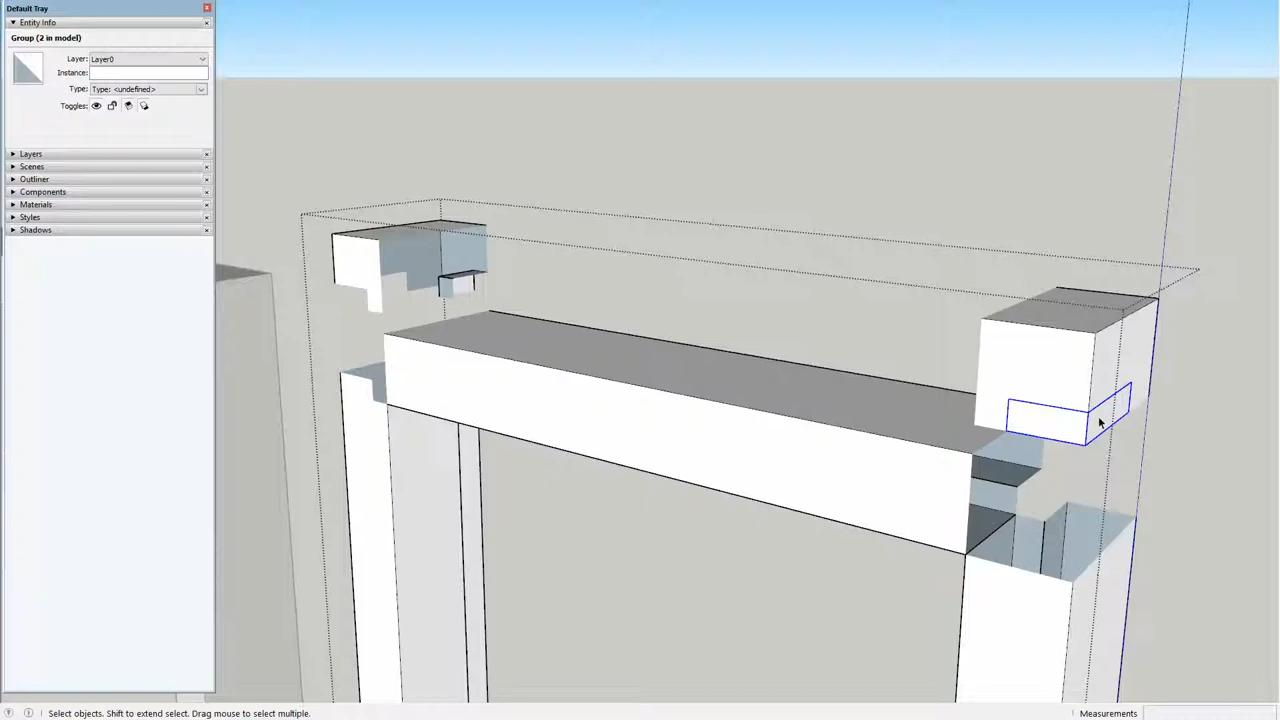 Default Tray
Entity Info
Group (2 in model)
Layer: Layer0
Instance:
Type: Type: <undefined>
Toggles:
Layers
Scenes
Outliner
Components
Materials
Styles
Shadows
Select objects. Shift to extend select. Drag mouse to select multiple.
Measurements